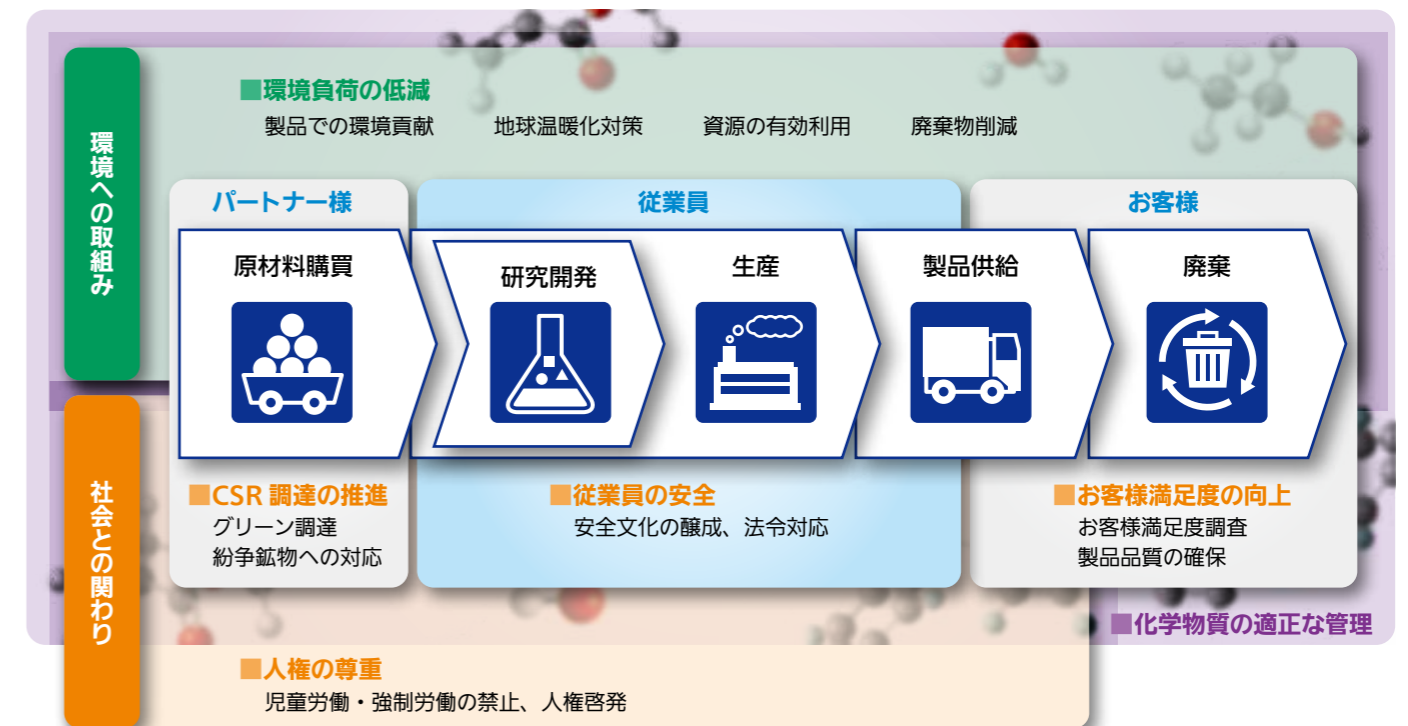 環境への取組み
■環境負荷の低減
製品での環境貢献 地球温暖化対策 資源の有効利用 廃棄物削減
パートナー様 従業員 お客様
原材料購買 研究開発 生産 製品供給 廃棄
社会との関わり
■CSR 調達の推進
グリーン調達
紛争鉱物への対応
■従業員の安全
安全文化の醸成、法令対応
■お客様満足度の向上
お客様満足度調査
製品品質の確保
■化学物質の適正な管理
■人権の尊重
児童労働・強制労働の禁止、人権啓発